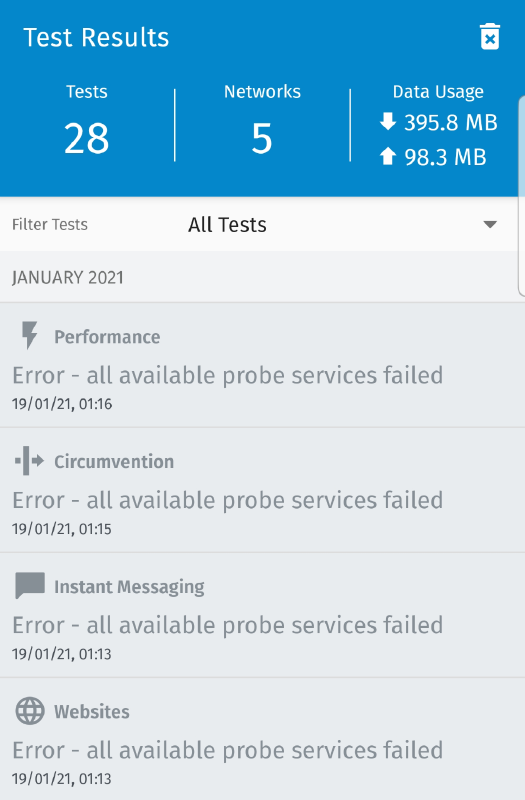 Test Results
Tests
Networks
Data Usage
28
5
395.8 MB
98.3 MB
Filter Tests
All Tests
JANUARY 2021
Performance
Error - all available probe services failed
19/01/21, 01:16
Circumvention
Error - all available probe services failed
19/01/21, 01:15
Instant Messaging
Error - all available probe services failed
19/01/21, 01:13
Websites
Error - all available probe services failed
19/01/21, 01:13